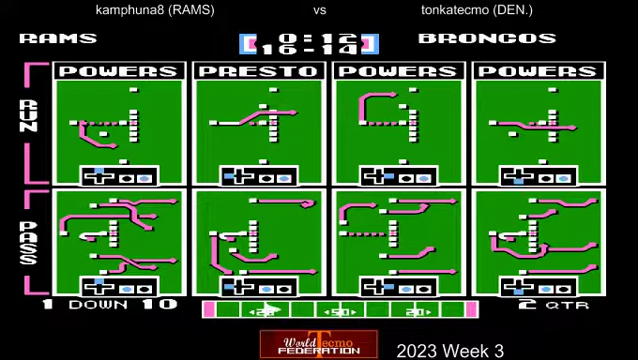 kamphuna8 (RAMS) vs tonkatecmo (DEN.)
RAMS 0:12 BRONCOS
16-14
POWERS PRESTO POWERS POWERS
RUN
PASS
1 DOWN 10 2 QTR
50 20
World Tecmo
FEDERATION
2023 Week 3